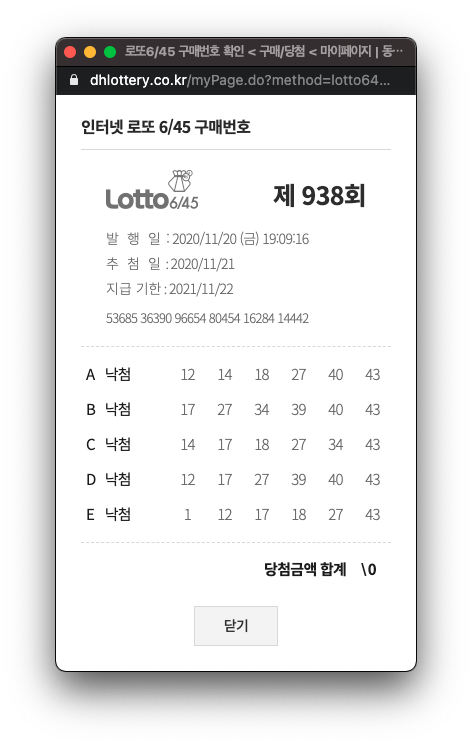 로또6/45 구매번호 확인 < 구매/당첨 < 마이페이지 | 동…
dhlottery.co.kr/myPage.do?method=lotto64...
인터넷 로또 6/45 구매번호
Lotto 6/45
제 938회
발 행 일 : 2020/11/20 (금) 19:09:16
추 첨 일 : 2020/11/21
지급 기한 : 2021/11/22
53685 36390 96654 80454 16284 14442
A 낙첨 12 14 18 27 40 43
B 낙첨 17 27 34 39 40 43
C 낙첨 14 17 18 27 34 43
D 낙첨 12 17 27 39 40 43
E 낙첨 1 12 17 18 27 43
당첨금액 합계 \0
닫기